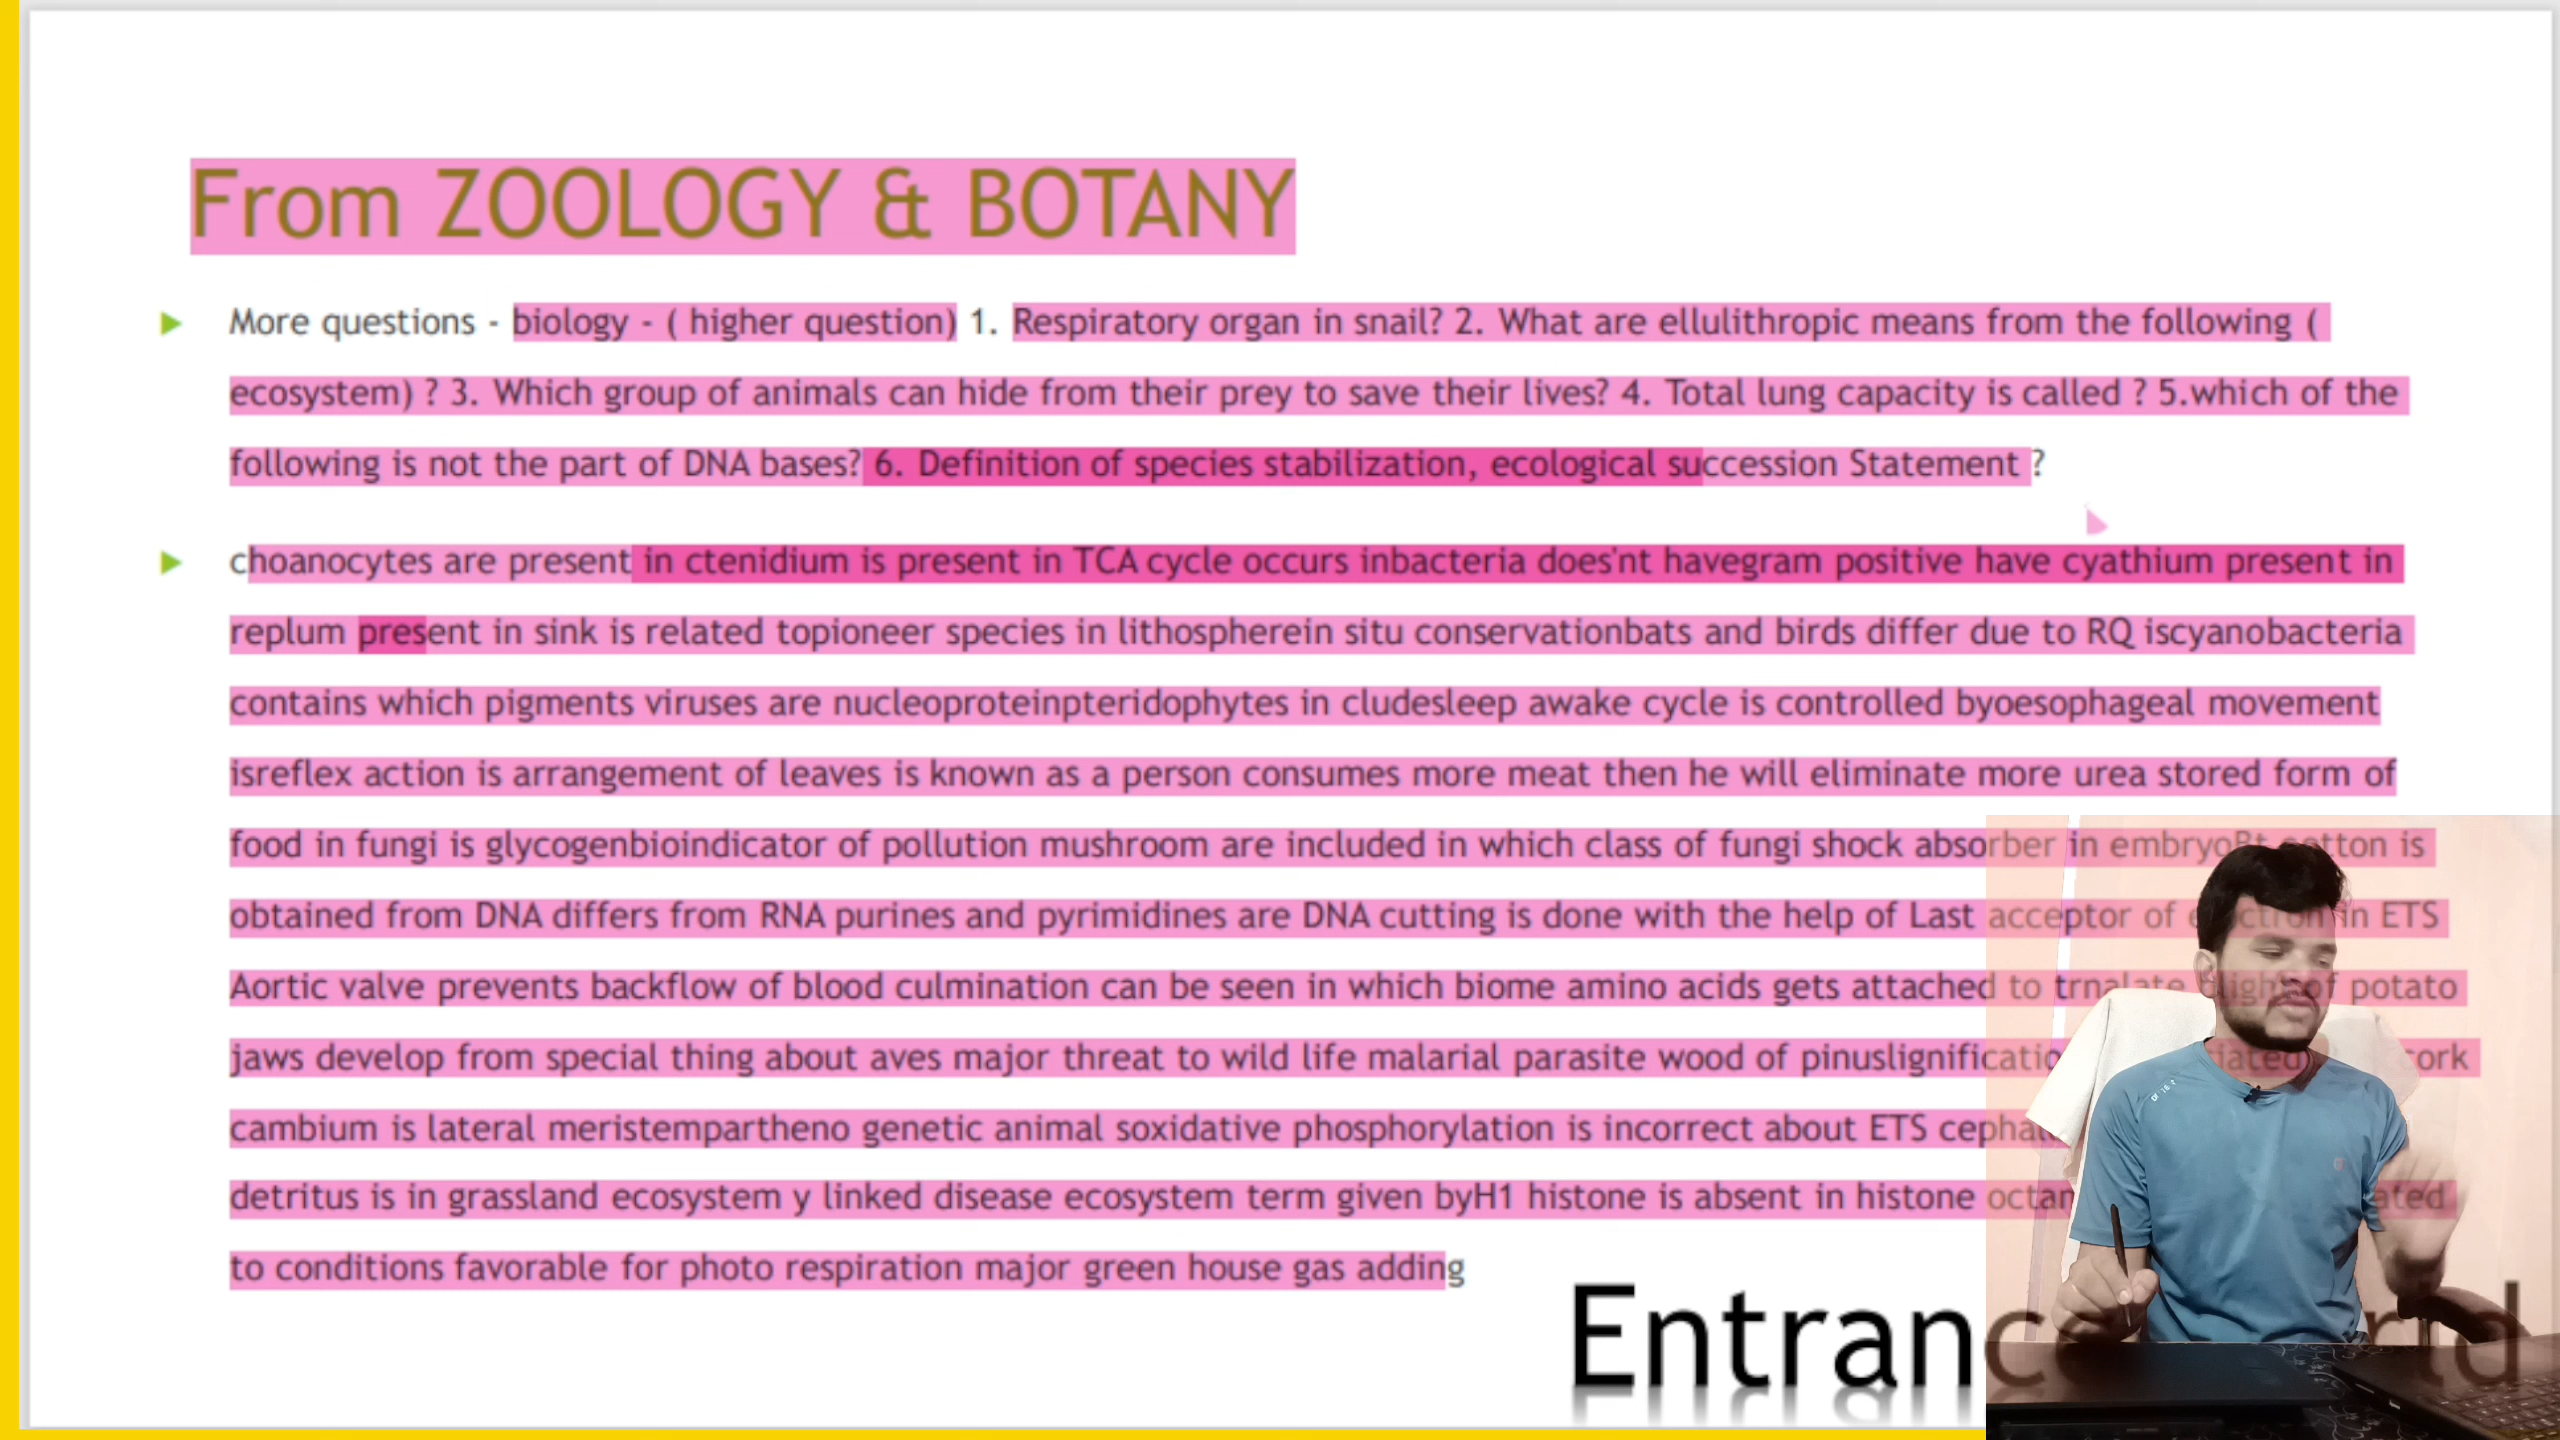 From ZOOLOGY & BOTANY
More questions - biology - ( higher question) 1. Respiratory organ in snail? 2. What are ellulithropic means from the following (
ecosystem) ? 3. Which group of animals can hide from their prey to save their lives? 4. Total lung capacity is called ? 5.which of the
following is not the part of DNA bases? 6. Definition of species stabilization, ecological succession Statement ?
choanocytes are present in ctenidium is present in TCA cycle occurs inbacteria does'nt havegram positive have cyathium present in
replum present in sink is related topioneer species in lithospherein situ conservationbats and birds differ due to RQ iscyanobacteria
contains which pigments viruses are nucleoproteinpteridophytes in cludesleep awake cycle is controlled byoesophageal movement
isreflex action is arrangement of leaves is known as a person consumes more meat then he will eliminate more urea stored form of
food in fungi is glycogenbioindicator of pollution mushroom are included in which class of fungi shock absorber in embryoBt cotton is
obtained from DNA differs from RNA purines and pyrimidines are DNA cutting is done with the help of Last acceptor of electron in ETS
Aortic valve prevents backflow of blood culmination can be seen in which biome amino acids gets attached to trnalate blight of potato
jaws develop from special thing about aves major threat to wild life malarial parasite wood of cork
cambium is lateral meristempartheno genetic animal soxidative phosphorylation is incorrect about ETS
detritus is in grassland ecosystem y linked disease ecosystem term given byH1 histone is absent in histone
to conditions favorable for photo respiration major green house gas adding